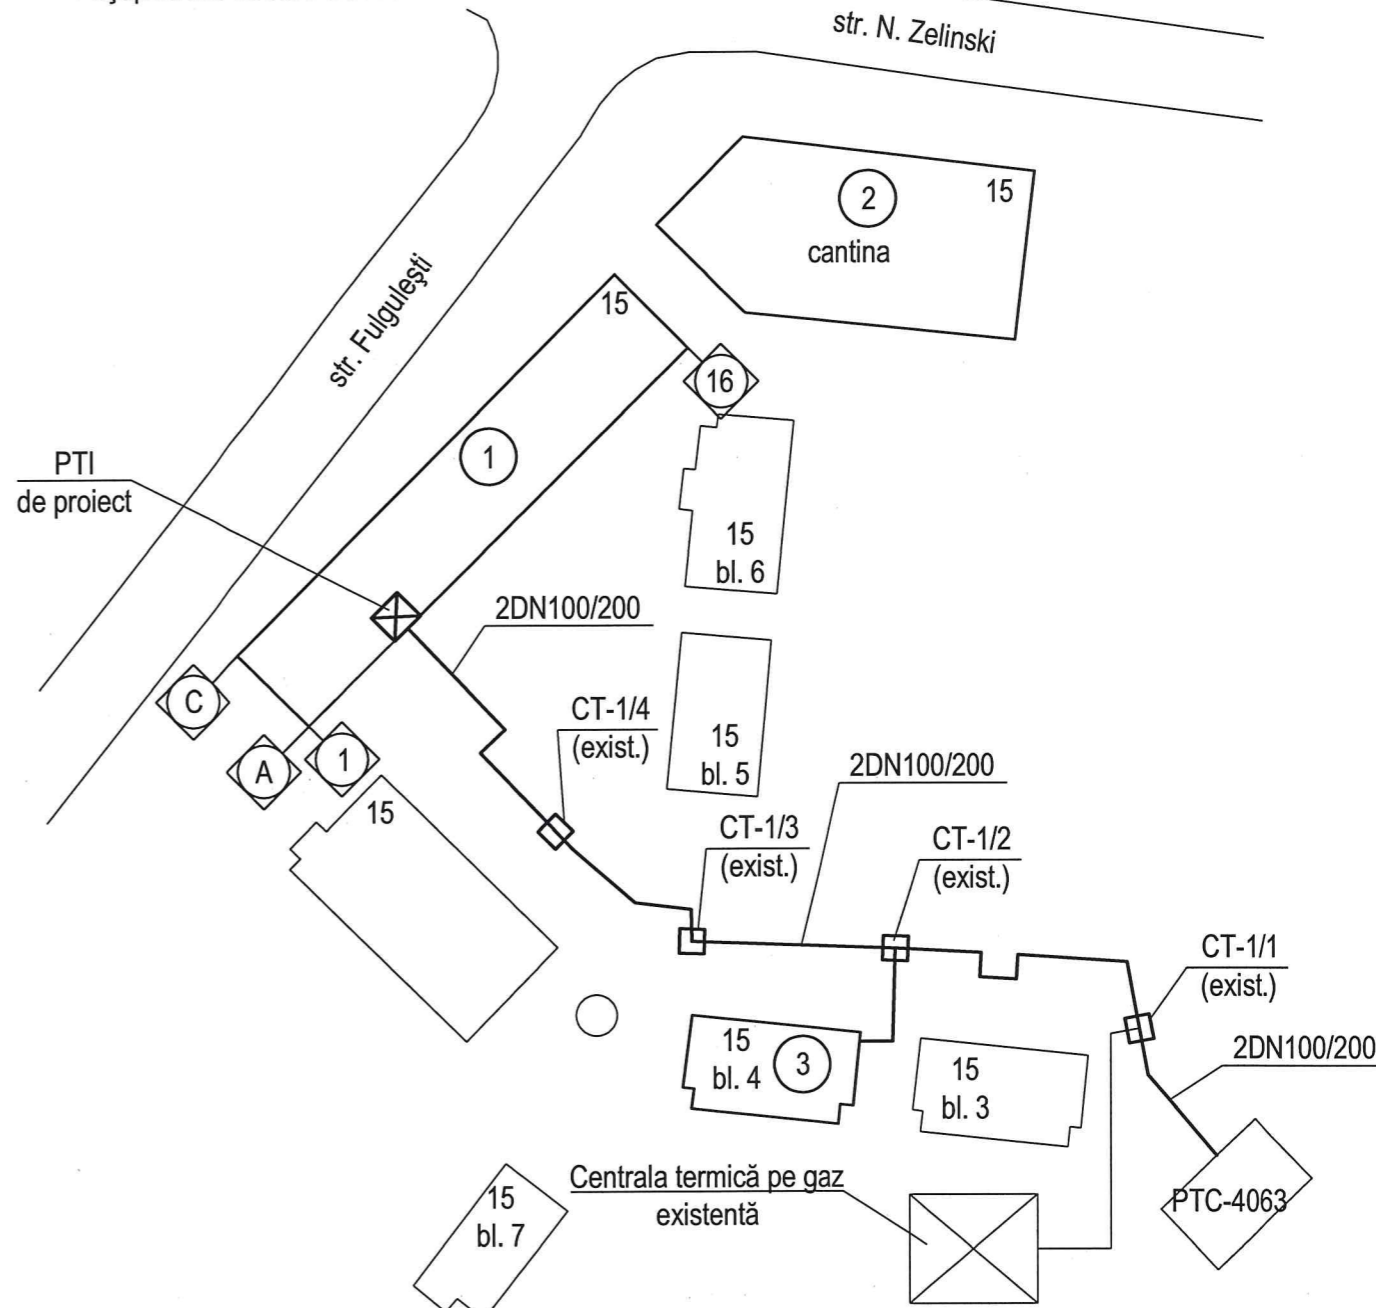 str. N. Zelinski
2
15
cantina
str. Fulgulești
15
16
1
PTI
de proiect
15
bl. 6
2DN100/200
C
A
1
CT-1/4
(exist.)
15
bl. 5
2DN100/200
15
CT-1/3
(exist.)
CT-1/2
(exist.)
CT-1/1
(exist.)
15
bl. 4
3
15
bl. 3
2DN100/200
Centrala termică pe gaz
existentă
PTC-4063
15
bl. 7